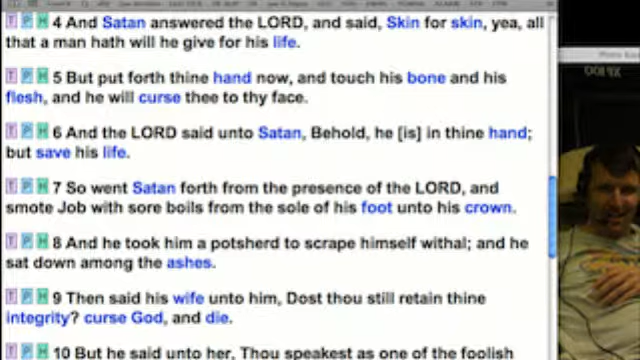 T P H 4 And Satan answered the LORD, and said, Skin for skin, yea, all
that a man hath will he give for his life.
T P H 5 But put forth thine hand now, and touch his bone and his
flesh, and he will curse thee to thy face.
T P H 6 And the LORD said unto Satan, Behold, he [is] in thine hand;
but save his life.
T P H 7 So went Satan forth from the presence of the LORD, and
smote Job with sore boils from the sole of his foot unto his crown.
T P H 8 And he took him a potsherd to scrape himself withal; and he
sat down among the ashes.
T P H 9 Then said his wife unto him, Dost thou still retain thine
integrity? curse God, and die.
T P H 10 But he said unto her, Thou speakest as one of the foolish